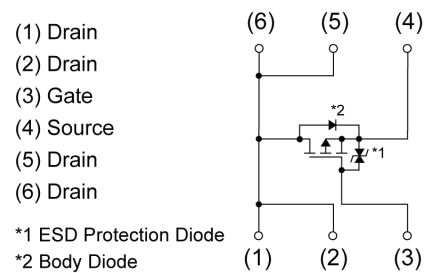 (1) Drain
(2) Drain
(3) Gate
(4) Source
(5) Drain
(6) Drain
*1 ESD Protection Diode
*2 Body Diode
(6) (5) (4)
*2
*1
(1) (2) (3)